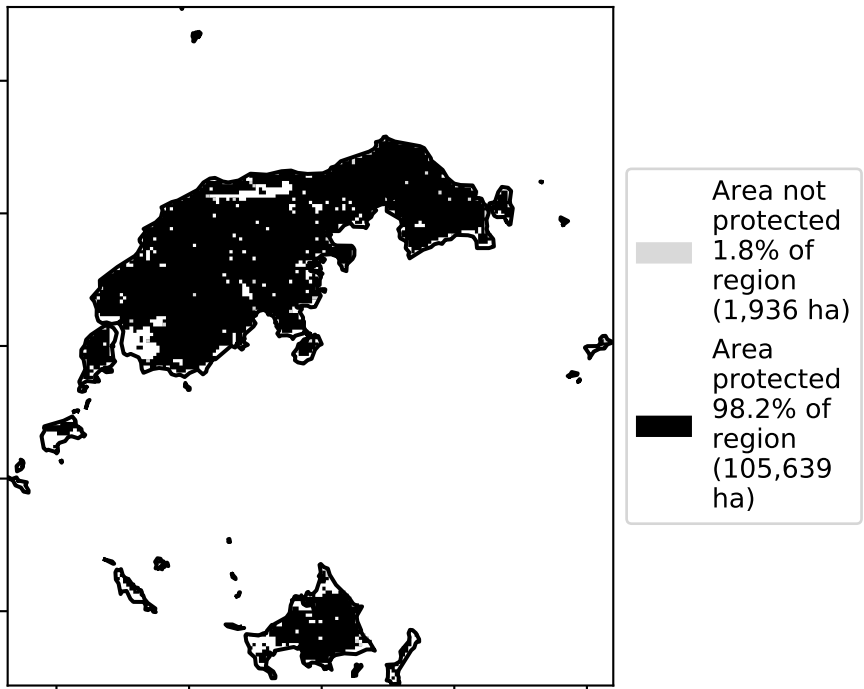 Area not
protected
1.8% of
region
(1,936 ha)
Area
protected
98.2% of
region
(105,639
ha)